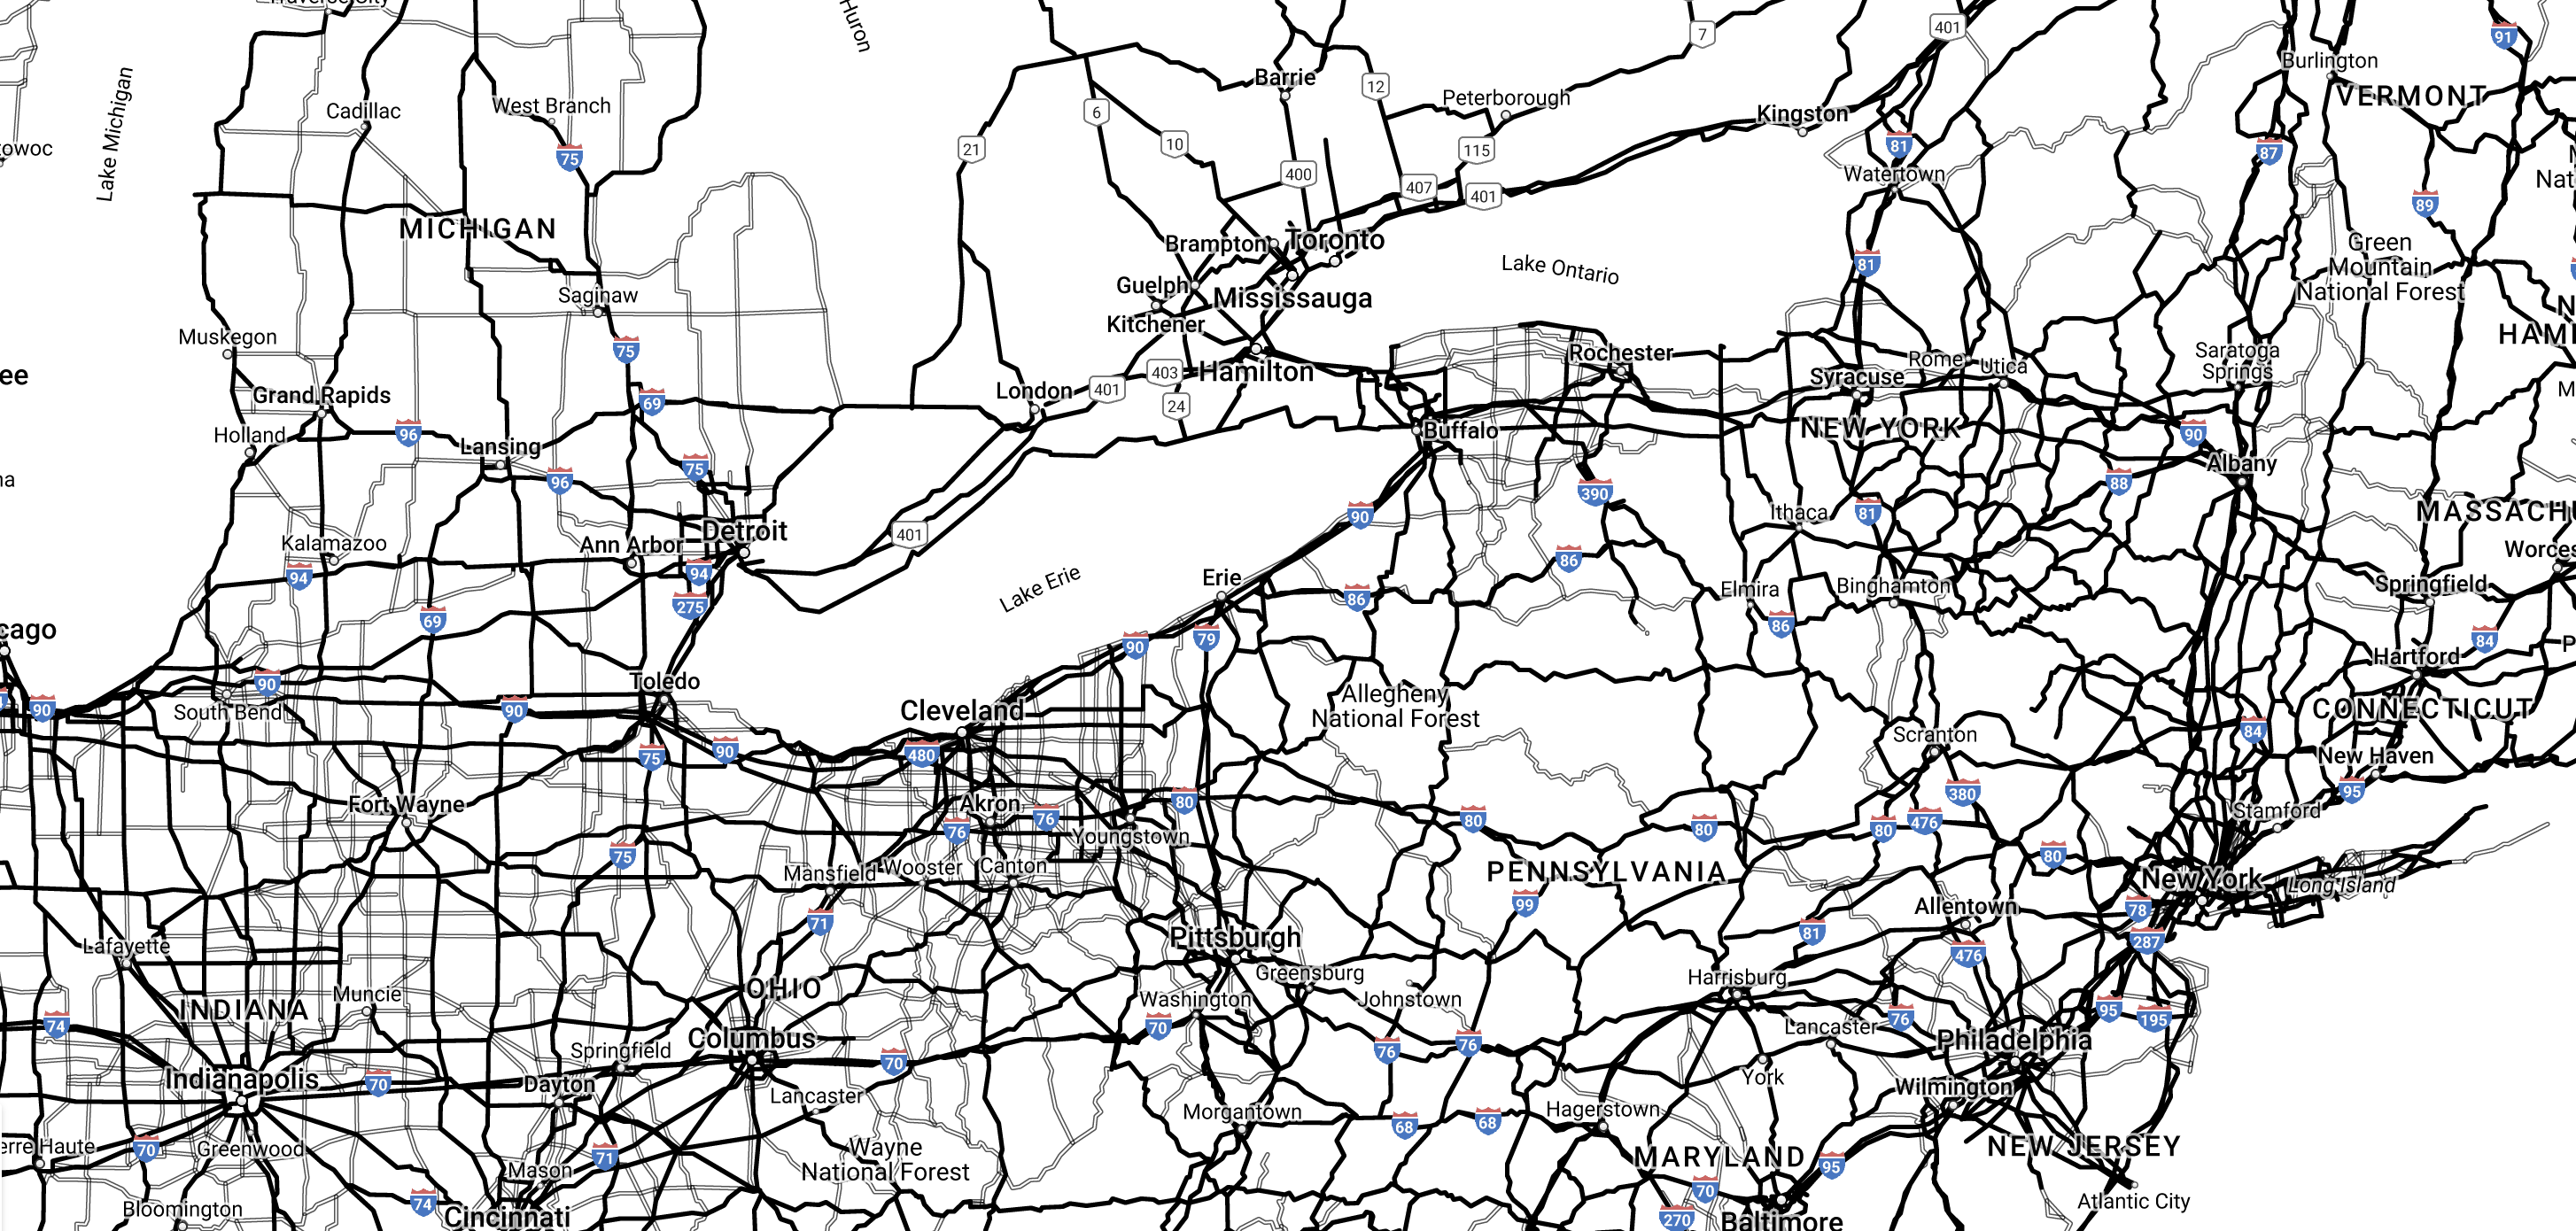 Traverse City
Huron
7
401
91
Burlington
Barrie
VERMONT
Lake Michigan
West Branch
Cadillac
12
Peterborough
6
Kingston
21
10
115
81
87
towoc
75
400
407
401
Watertown
89
MICHIGAN
Brampton
Toronto
Lake Ontario
81
Green
Mountain
National Forest
Guelph
Mississauga
Saginaw
Kitchener
Muskegon
75
Rochester
Rome
Utica
Saratoga
Springs
HAM
ee
403
Hamilton
Syracuse
Grand Rapids
London
401
69
24
Holland
96
Lansing
Buffalo
NEW YORK
90
Albany
75
96
390
88
Ithaca
81
90
MASSACHU
Detroit
401
Kalamazoo
Ann Arbor
94
94
86
Worces
Erie
Lake Erie
86
Elmira
Binghamton
Springfield
275
69
86
84
cago
90
79
Hartford
90
Toledo
90
90
South Bend
Cleveland
Allegheny
National Forest
CONNECTICUT
84
Scranton
75
90
480
New Haven
95
Fort Wayne
Akron
76
76
80
Youngstown
80
80
80
476
380
Stamford
75
Mansfield
Wooster
Canton
PENNSYLVANIA
80
New York
Long Island
99
Allentown
78
71
Pittsburgh
81
287
Lafayette
476
Greensburg
Harrisburg
OHIO
Muncie
Washington
Johnstown
INDIANA
74
70
76
95
195
Lancaster
Columbus
Philadelphia
Springfield
76
76
70
Indianapolis
70
Dayton
York
Wilmington
Lancaster
Morgantown
Hagerstown
68
68
erre Haute
70
Greenwood
Wayne
National Forest
NEW JERSEY
71
MARYLAND
95
Mason
70
Bloomington
74
Cincinnati
270
Baltimore
Atlantic City